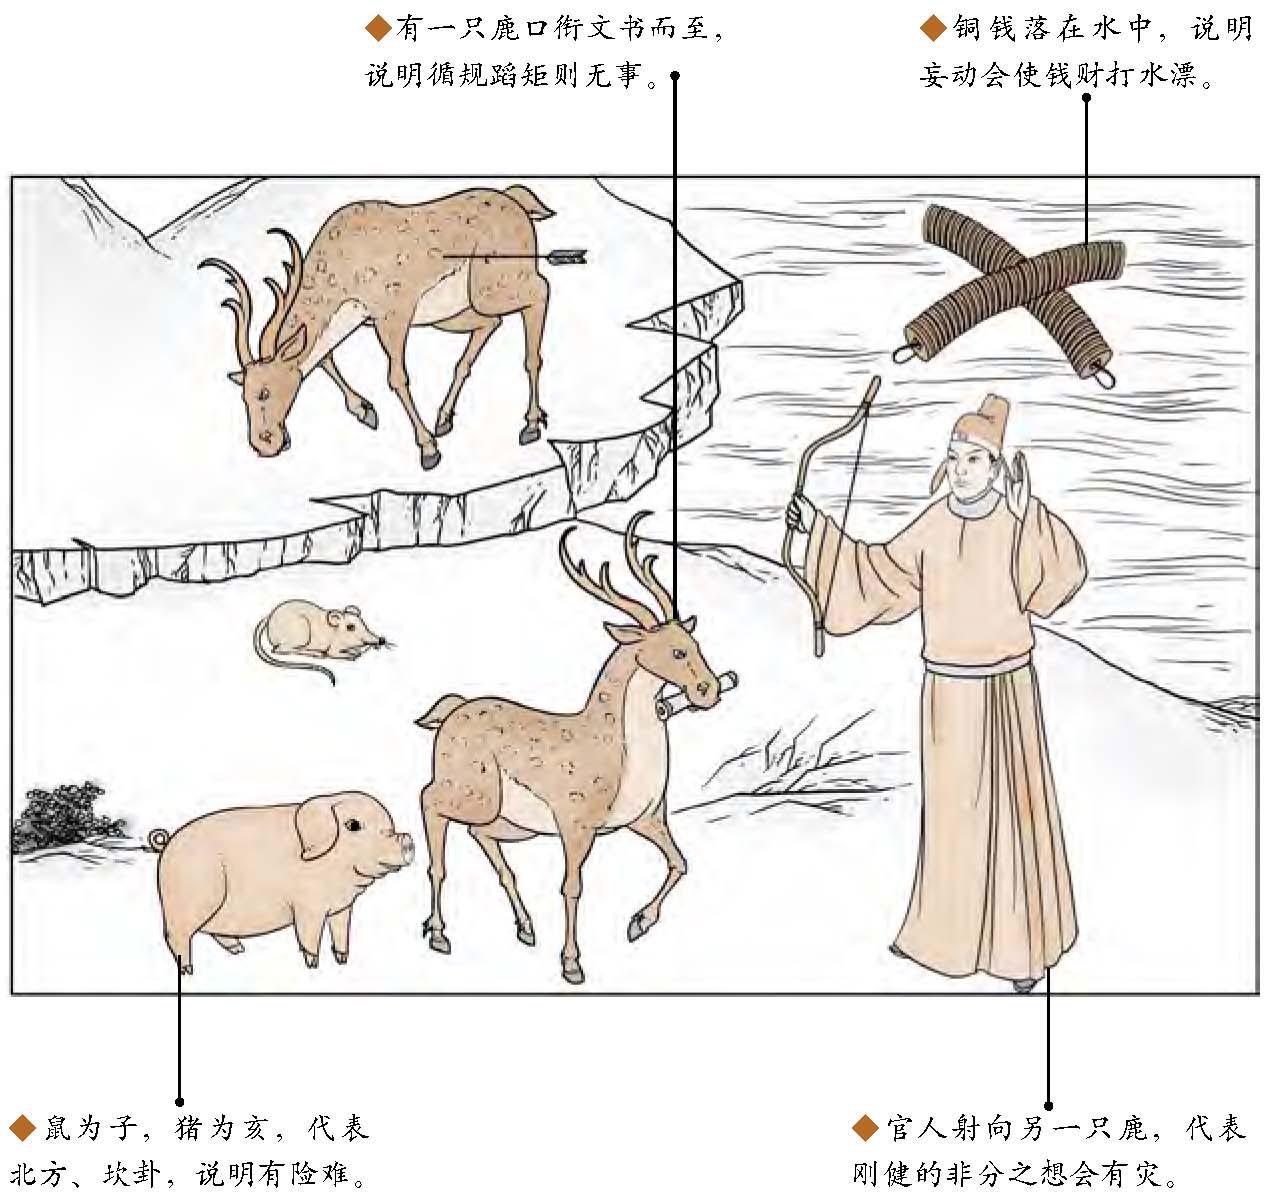 ◆有一只鹿口衔文书而至，
说明循规蹈矩则无事。
◆铜钱落在水中，说明
妄动会使钱财打水漂。
◆鼠为子，猪为亥，代表
北方、坎卦，说明有险难。
◆官人射向另一只鹿，代表
刚健的非分之想会有灾。